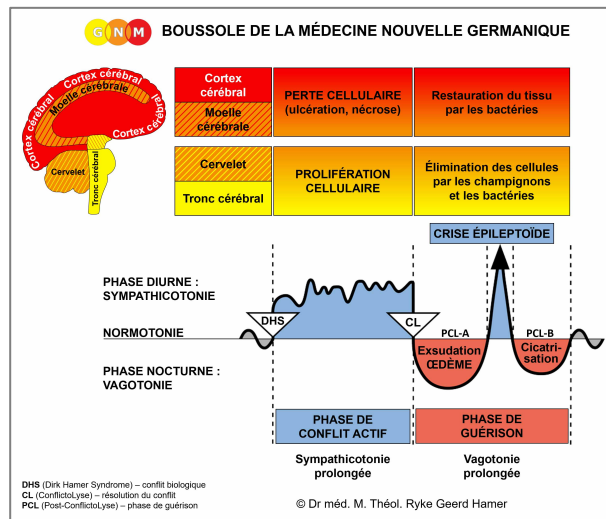 GNM BOUSSOLE DE LA MÉDECINE NOUVELLE GERMANIQUE
Cortex cérébral
Moelle cérébrale
Cortex cérébral
Cortex cérébral
Cortex cérébral
Cervelet
Tronc cérébral
Cortex
cérébral
Moelle
cérébrale
PERTE CELLULAIRE
(ulcération, nécrose)
Restauration du tissu
par les bactéries
Cervelet
Tronc cérébral
PROLIFÉRATION
CELLULAIRE
Élimination des cellules
par les champignons
et les bactéries
CRISE ÉPILEPTOÏDE
PHASE DIURNE :
SYMPATHICOTONIE
DHS
CL
NORMOTONIE
PCL-A
PCL-B
Exsudation
ŒDÈME
Cicatri-
sation
PHASE NOCTURNE :
VAGOTONIE
PHASE DE
CONFLIT ACTIF
PHASE DE
GUÉRISON
Sympathicotonie
prolongée
Vagotonie
prolongée
DHS (Dirk Hamer Syndrome) – conflit biologique
CL (ConflictoLyse) – résolution du conflit
PCL (Post-ConflictoLyse) – phase de guérison
© Dr méd. M. Théol. Ryke Geerd Hamer